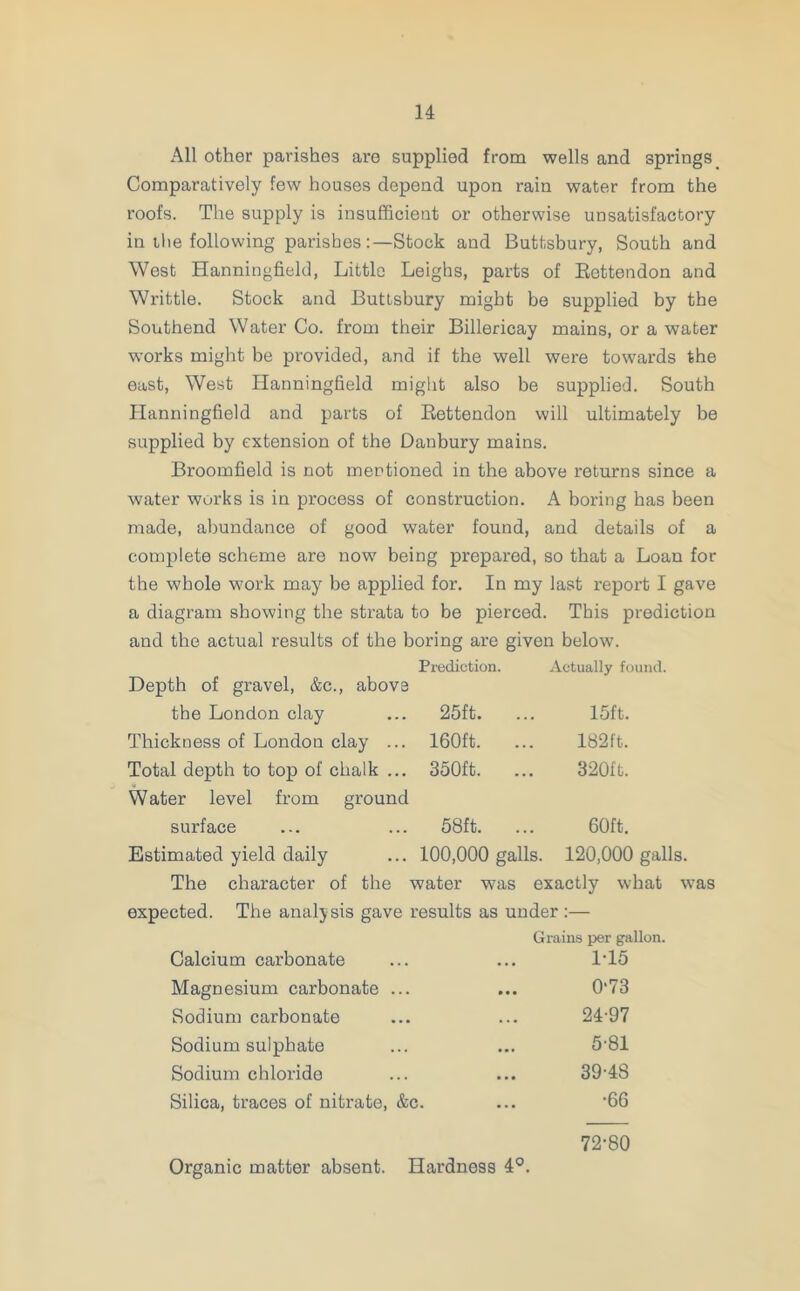 14
All other parishes are supplied from wells and springs.
Comparatively few houses depend upon rain water from the
roofs. The supply is insufficient or otherwise unsatisfactory
in the following parishes:—Stock and Buttsbury, South and
West Hanningfield, Little Leighs, parts of Rettendon and
Writtle. Stock and Buttsbury might be supplied by the
Southend Water Co. from their Billericay mains, or a water
works might be provided, and if the well were towards the
east, West Hanningfield might also be supplied. South
Hanningfield and parts of Rettendon will ultimately be
supplied by extension of the Danbury mains.
Broomfield is not mentioned in the above returns since a
water works is in process of construction. A boring has been
made, abundance of good water found, and details of a
complete scheme are now being prepared, so that a Loan for
the whole work may be applied for. In my last report I gave
a diagram showing the strata to be pierced. This prediction
and the actual results of the boring are given below.
Prediction. Actually found.
Depth of gravel, &c., above
the London clay ... 25ft. ... 15ft.
Thickness of London clay ... 160ft. ... 182ft.
Total depth to top of chalk ... 350ft. ... 320ft.
Water level from ground
surface ... ... 58ft. ... 60ft.
Estimated yield daily ... 100,000 galls. 120,000 galls.
The character of the water was exactly what was
expected. The analysis gave results as under:—
Grains per gallon.
Calcium carbonate ... ... 1·15
Magnesium carbonate ... ... 0·73
Sodium carbonate ... ... 24·97
Sodium sulphate ... ... 5·81
Sodium chloride ... ... 39·48
Silica, traces of nitrate, &c. ... ·66
72·80
Organic matter absent. Hardness 4°.